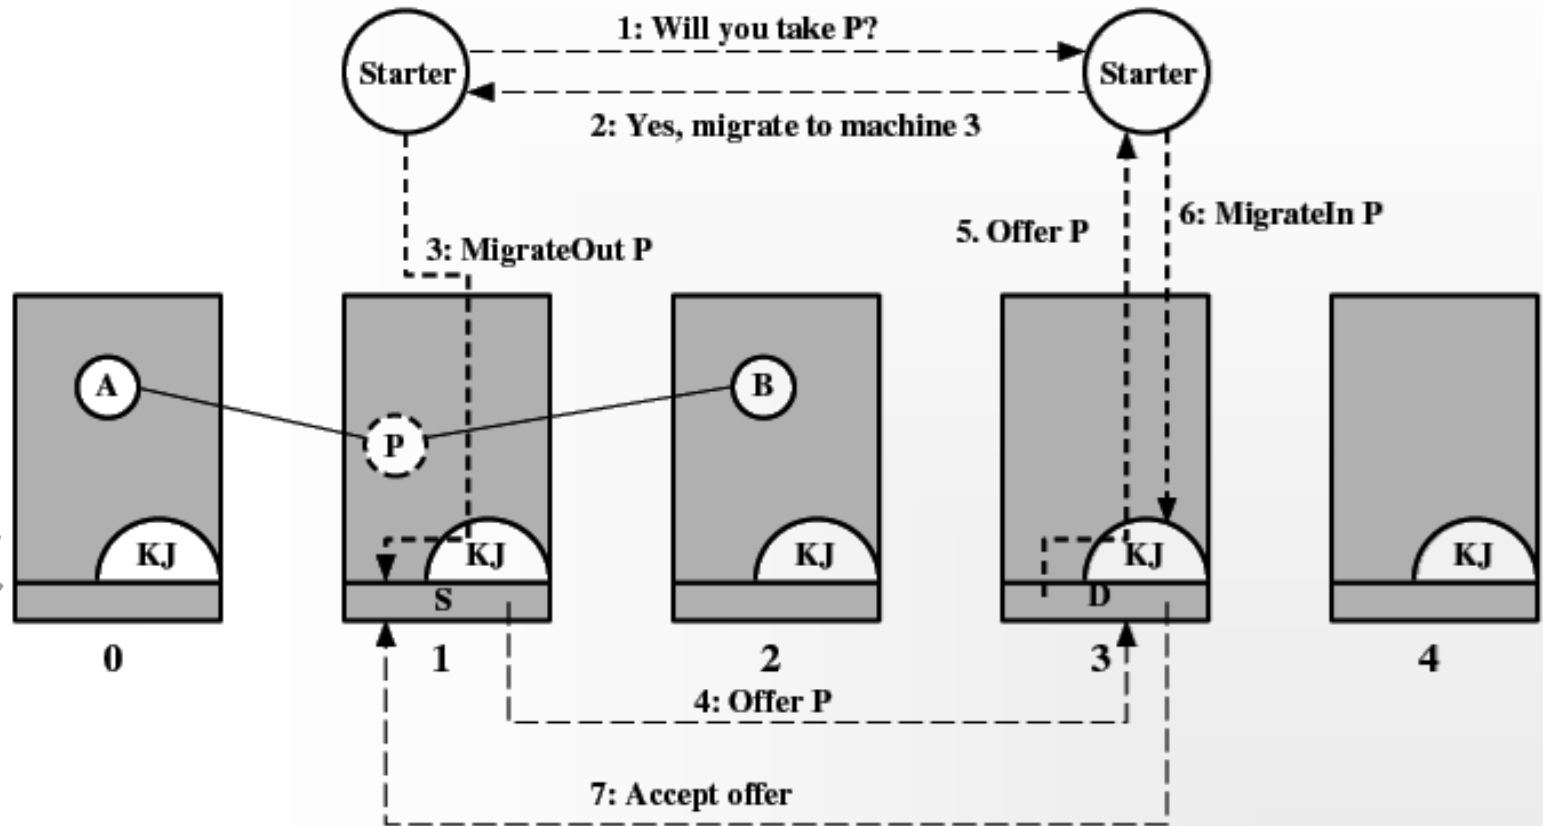 1: Will you take P?
Starter
Starter
2: Yes, migrate to machine 3
6: MigrateIn P
5. Offer P
3: MigrateOut P
A
B
P
KJ
KJ
KJ
KJ
KJ
S
D
0
1
2
3
4
4: Offer P
7: Accept offer